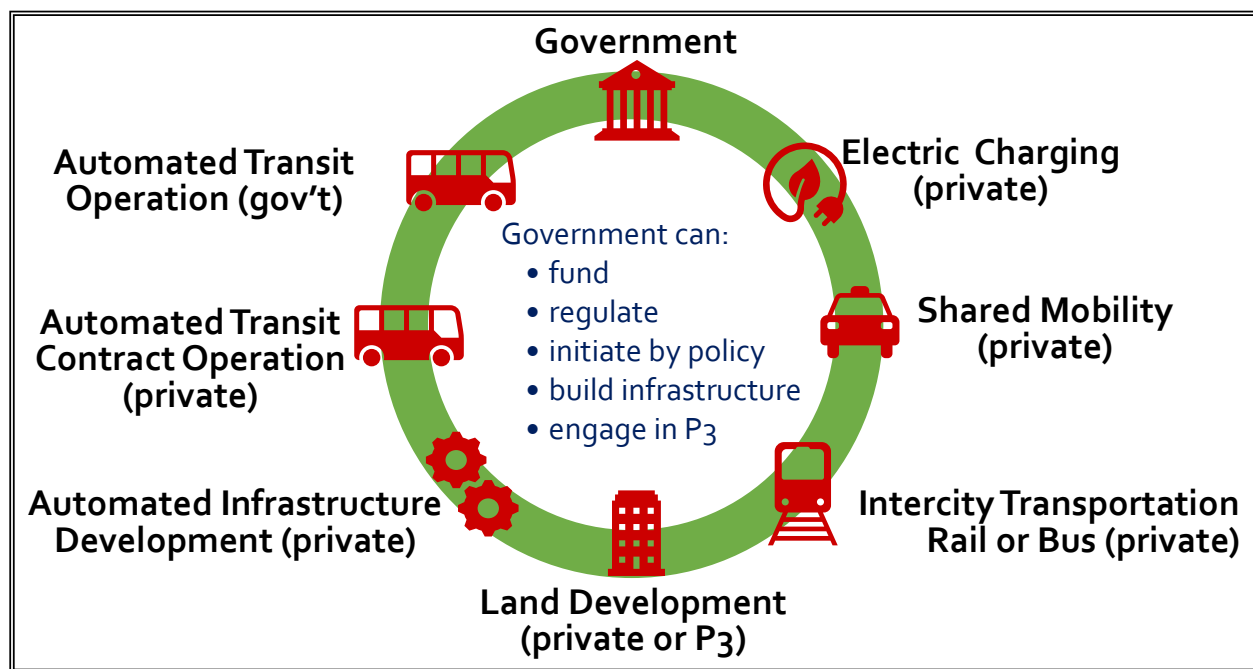 Government
Electric Charging
(private)
Shared Mobility
(private)
Intercity Transportation
Rail or Bus (private)
Land Development
(private or P3)
Automated Infrastructure
Development (private)
Automated Transit
Contract Operation
(private)
Automated Transit
Operation (gov't)
Government can:
• fund
• regulate
• initiate by policy
• build infrastructure
• engage in P3